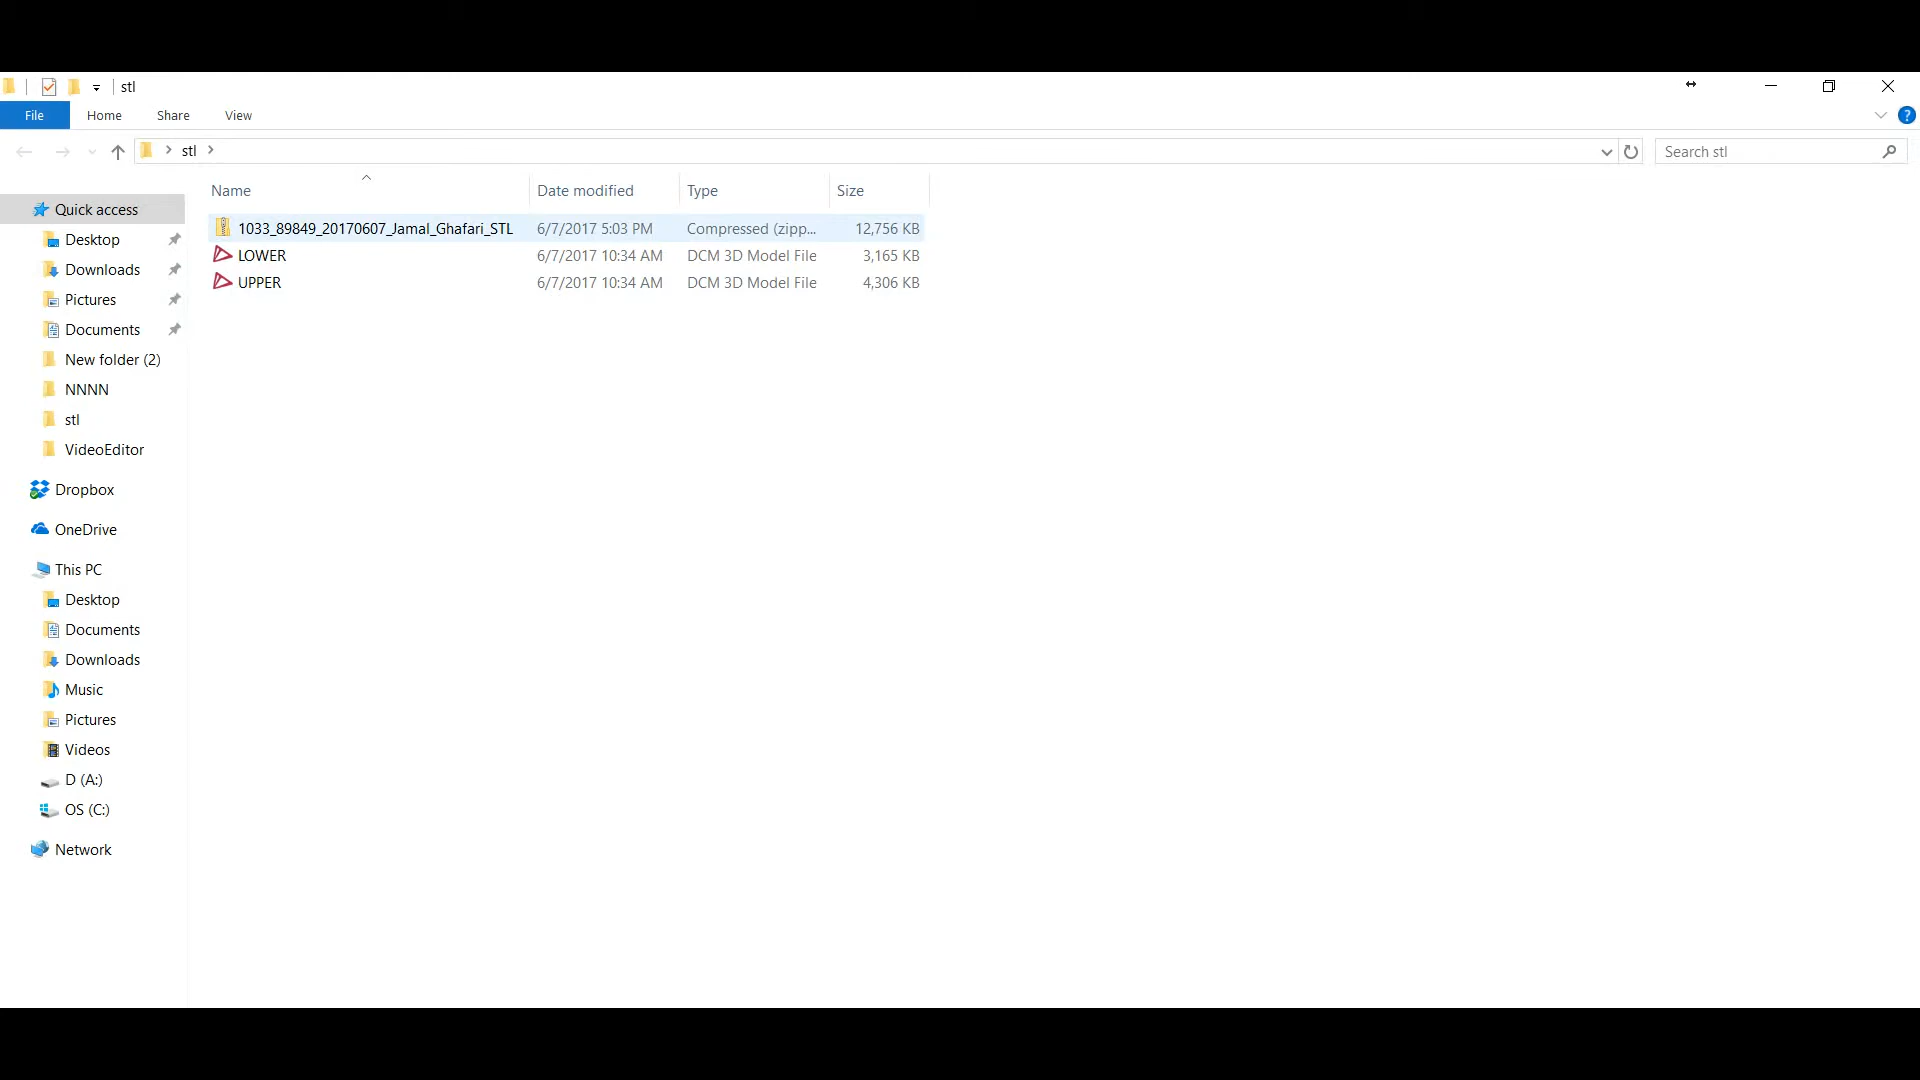 stl
File Home Share View
stl
Search stl
Name Date modified Type Size
1033_89849_20170607_Jamal_Ghafari_STL 6/7/2017 5:03 PM Compressed (zipp... 12,756 KB
LOWER 6/7/2017 10:34 AM DCM 3D Model File 3,165 KB
UPPER 6/7/2017 10:34 AM DCM 3D Model File 4,306 KB
Quick access
Desktop
Downloads
Pictures
Documents
New folder (2)
NNNN
stl
VideoEditor
Dropbox
OneDrive
This PC
Desktop
Documents
Downloads
Music
Pictures
Videos
D (A:)
OS (C:)
Network